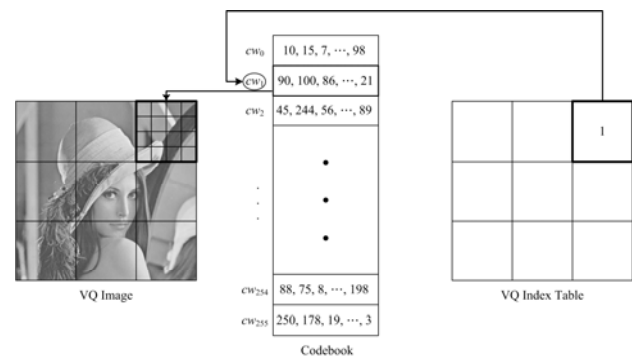 cw0 10, 15, 7, ⋯, 98
cw1 90, 100, 86, ⋯, 21
cw2 45, 244, 56, ⋯, 89
1
cw254 88, 75, 8, ⋯, 198
cw255 250, 178, 19, ⋯, 3
VQ Image
Codebook
VQ Index Table